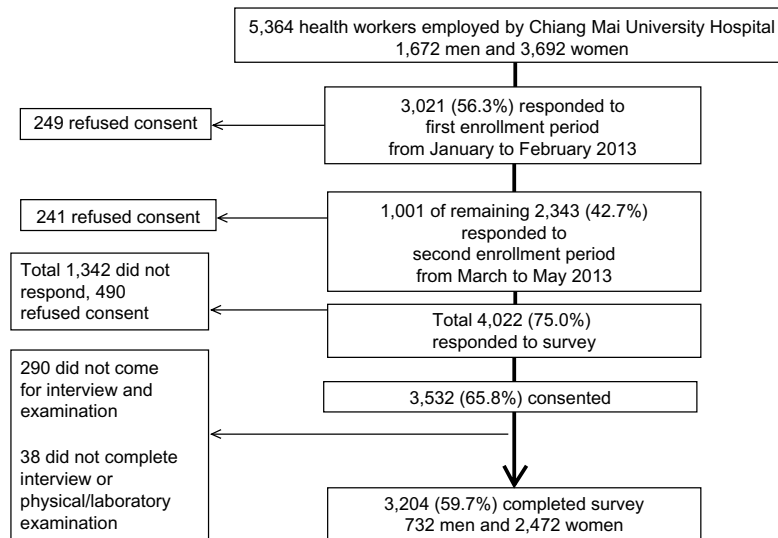 5,364 health workers employed by Chiang Mai University Hospital
1,672 men and 3,692 women
3,021 (56.3%) responded to
first enrollment period
from January to February 2013
249 refused consent
1,001 of remaining 2,343 (42.7%)
responded to
second enrollment period
from March to May 2013
241 refused consent
Total 1,342 did not
respond, 490
refused consent
Total 4,022 (75.0%)
responded to survey
290 did not come
for interview and
examination
38 did not complete
interview or
physical/laboratory
examination
3,532 (65.8%) consented
3,204 (59.7%) completed survey
732 men and 2,472 women